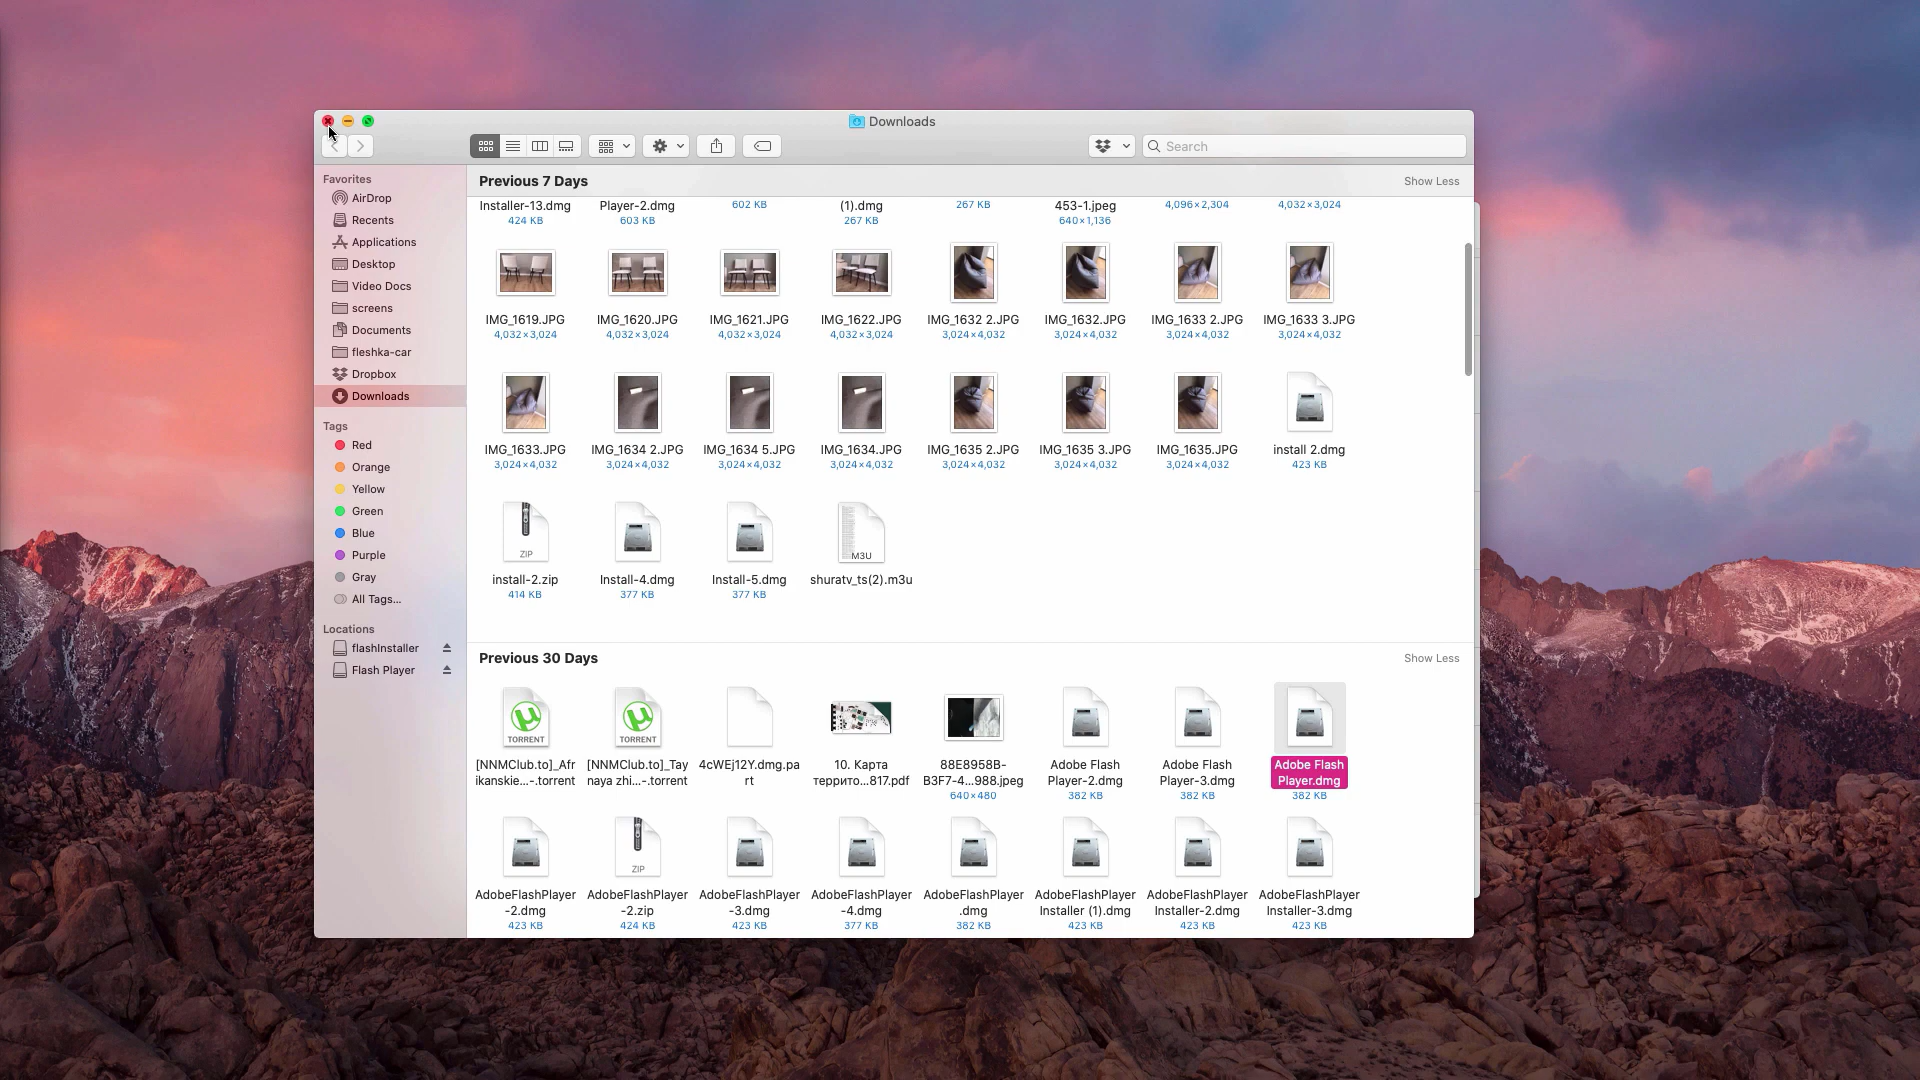 Downloads
Search
Favorites
AirDrop
Recents
Applications
Desktop
Video Docs
screens
Documents
fleshka-car
Dropbox
Downloads
Tags
Red
Orange
Yellow
Green
Blue
Purple
Gray
All Tags...
Locations
flashInstaller
Flash Player
Previous 7 Days
Show Less
Installer-13.dmg
424 KB
Player-2.dmg
603 KB
602 KB
(1).dmg
267 KB
267 KB
453-1.jpeg
640×1,136
4,096×2,304
4,032×3,024
IMG_1619.JPG
4,032×3,024
IMG_1620.JPG
4,032×3,024
IMG_1621.JPG
4,032×3,024
IMG_1622.JPG
4,032×3,024
IMG_1632 2.JPG
3,024×4,032
IMG_1632.JPG
3,024×4,032
IMG_1633 2.JPG
3,024×4,032
IMG_1633 3.JPG
3,024×4,032
IMG_1633.JPG
3,024×4,032
IMG_1634 2.JPG
3,024×4,032
IMG_1634 5.JPG
3,024×4,032
IMG_1634.JPG
3,024×4,032
IMG_1635 2.JPG
3,024×4,032
IMG_1635 3.JPG
3,024×4,032
IMG_1635.JPG
3,024×4,032
install 2.dmg
423 KB
ZIP
install-2.zip
414 KB
Install-4.dmg
377 KB
Install-5.dmg
377 KB
M3U
shuratv_ts(2).m3u
Previous 30 Days
Show Less
TORRENT
[NNMClub.to]_Afr
ikanskie...-.torrent
TORRENT
[NNMClub.to]_Tay
naya zhi...-.torrent
4cWEj12Y.dmg.pa
rt
10. Карта
террито...817.pdf
88E8958B-
B3F7-4...988.jpeg
640×480
Adobe Flash
Player-2.dmg
382 KB
Adobe Flash
Player-3.dmg
382 KB
Adobe Flash
Player.dmg
382 KB
AdobeFlashPlayer
-2.dmg
423 KB
ZIP
AdobeFlashPlayer
-2.zip
424 KB
AdobeFlashPlayer
-3.dmg
423 KB
AdobeFlashPlayer
-4.dmg
377 KB
AdobeFlashPlayer
.dmg
382 KB
AdobeFlashPlayer
Installer (1).dmg
423 KB
AdobeFlashPlayer
Installer-2.dmg
423 KB
AdobeFlashPlayer
Installer-3.dmg
423 KB